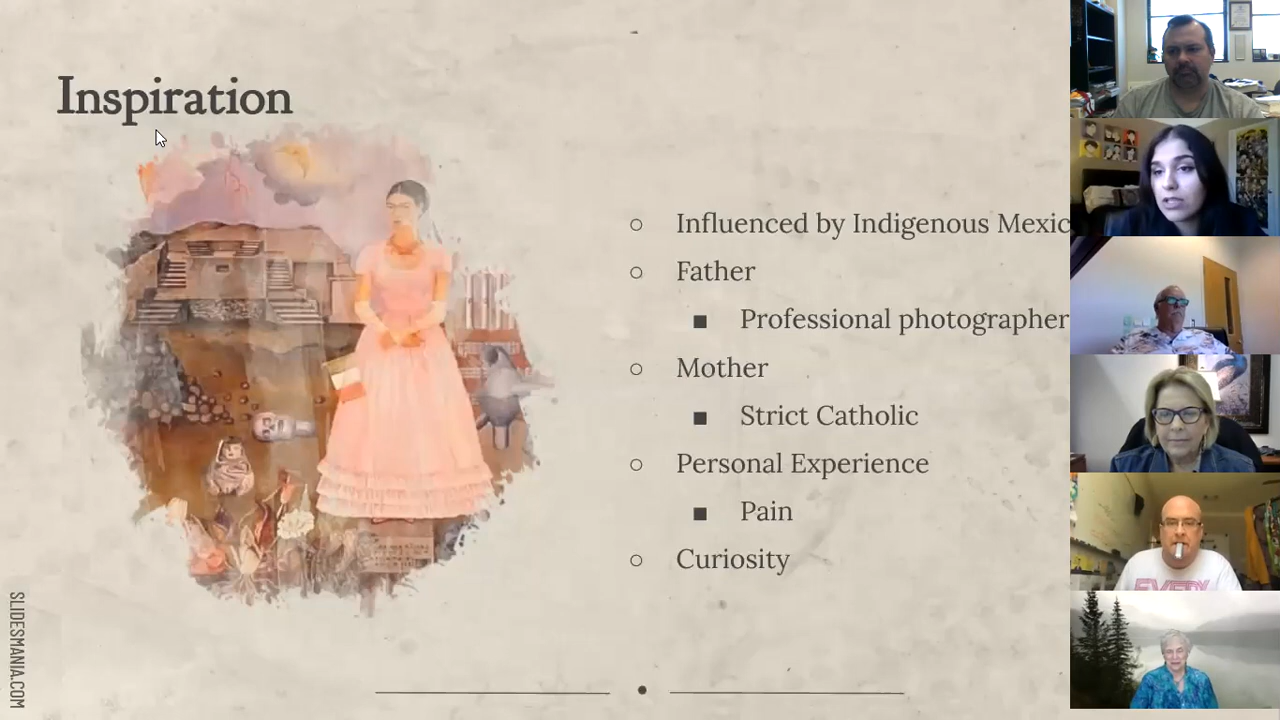 Inspiration
Influenced by Indigenous Mexic
Father
Professional photographer
Mother
Strict Catholic
Personal Experience
Pain
Curiosity
SLIDESMANIA.COM